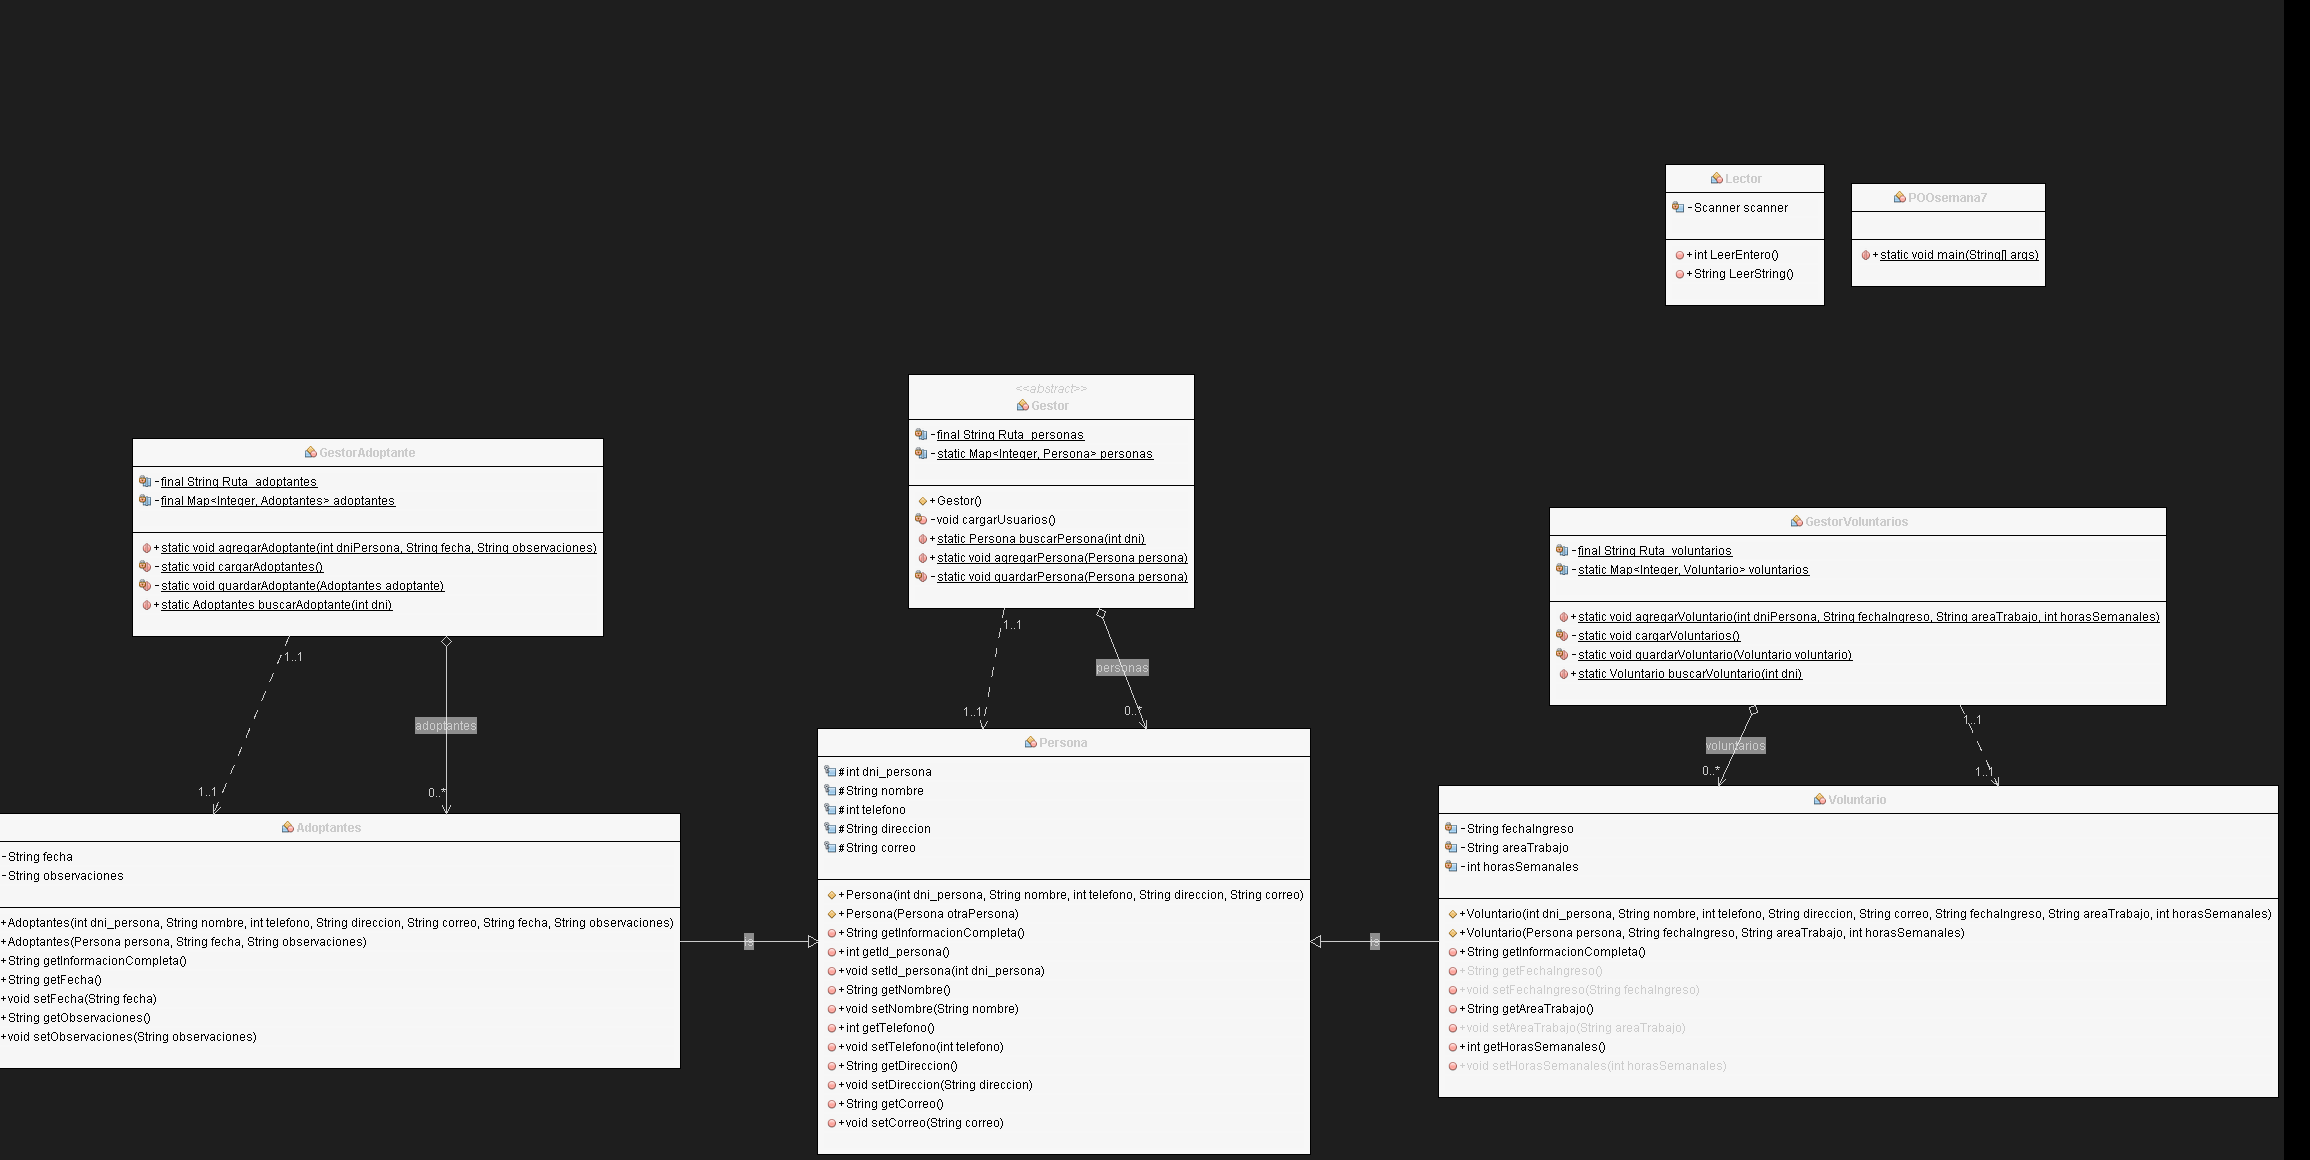 Lector
-Scanner scanner
+int LeerEntero()
+String LeerString()
POOsemana7
+static void main(String[] args)
<<abstract>>
Gestor
-final String Ruta_personas
-static Map<Integer, Persona> personas
+Gestor()
-void cargarUsuarios()
+static Persona buscarPersona(int dni)
+static void agregarPersona(Persona persona)
-static void guardarPersona(Persona persona)
GestorAdoptante
-final String Ruta_adoptantes
-final Map<Integer, Adoptantes> adoptantes
+static void agregarAdoptante(int dniPersona, String fecha, String observaciones)
-static void cargarAdoptantes()
-static void guardarAdoptante(Adoptantes adoptante)
+static Adoptantes buscarAdoptante(int dni)
GestorVoluntarios
-final String Ruta_voluntarios
-static Map<Integer, Voluntario> voluntarios
+static void agregarVoluntario(int dniPersona, String fechaIngreso, String areaTrabajo, int horasSemanales)
-static void cargarVoluntarios()
-static void guardarVoluntario(Voluntario voluntario)
+static Voluntario buscarVoluntario(int dni)
1..1
adoptantes
1..1
0..*
1..1
personas
1..1
0..*
1..1
voluntarios
0..*
1..1
Adoptantes
-String fecha
-String observaciones
+Adoptantes(int dni_persona, String nombre, int telefono, String direccion, String correo, String fecha, String observaciones)
+Adoptantes(Persona persona, String fecha, String observaciones)
+String getInformacionCompleta()
+String getFecha()
+void setFecha(String fecha)
+String getObservaciones()
+void setObservaciones(String observaciones)
is
Persona
#int dni_persona
#String nombre
#int telefono
#String direccion
#String correo
+Persona(int dni_persona, String nombre, int telefono, String direccion, String correo)
+Persona(Persona otraPersona)
+String getInformacionCompleta()
+int getId_persona()
+void setId_persona(int dni_persona)
+String getNombre()
+void setNombre(String nombre)
+int getTelefono()
+void setTelefono(int telefono)
+String getDireccion()
+void setDireccion(String direccion)
+String getCorreo()
+void setCorreo(String correo)
is
Voluntario
-String fechaIngreso
-String areaTrabajo
-int horasSemanales
+Voluntario(int dni_persona, String nombre, int telefono, String direccion, String correo, String fechaIngreso, String areaTrabajo, int horasSemanales)
+Voluntario(Persona persona, String fechaIngreso, String areaTrabajo, int horasSemanales)
+String getInformacionCompleta()
+String getFechaIngreso()
+void setFechaIngreso(String fechaIngreso)
+String getAreaTrabajo()
+void setAreaTrabajo(String areaTrabajo)
+int getHorasSemanales()
+void setHorasSemanales(int horasSemanales)